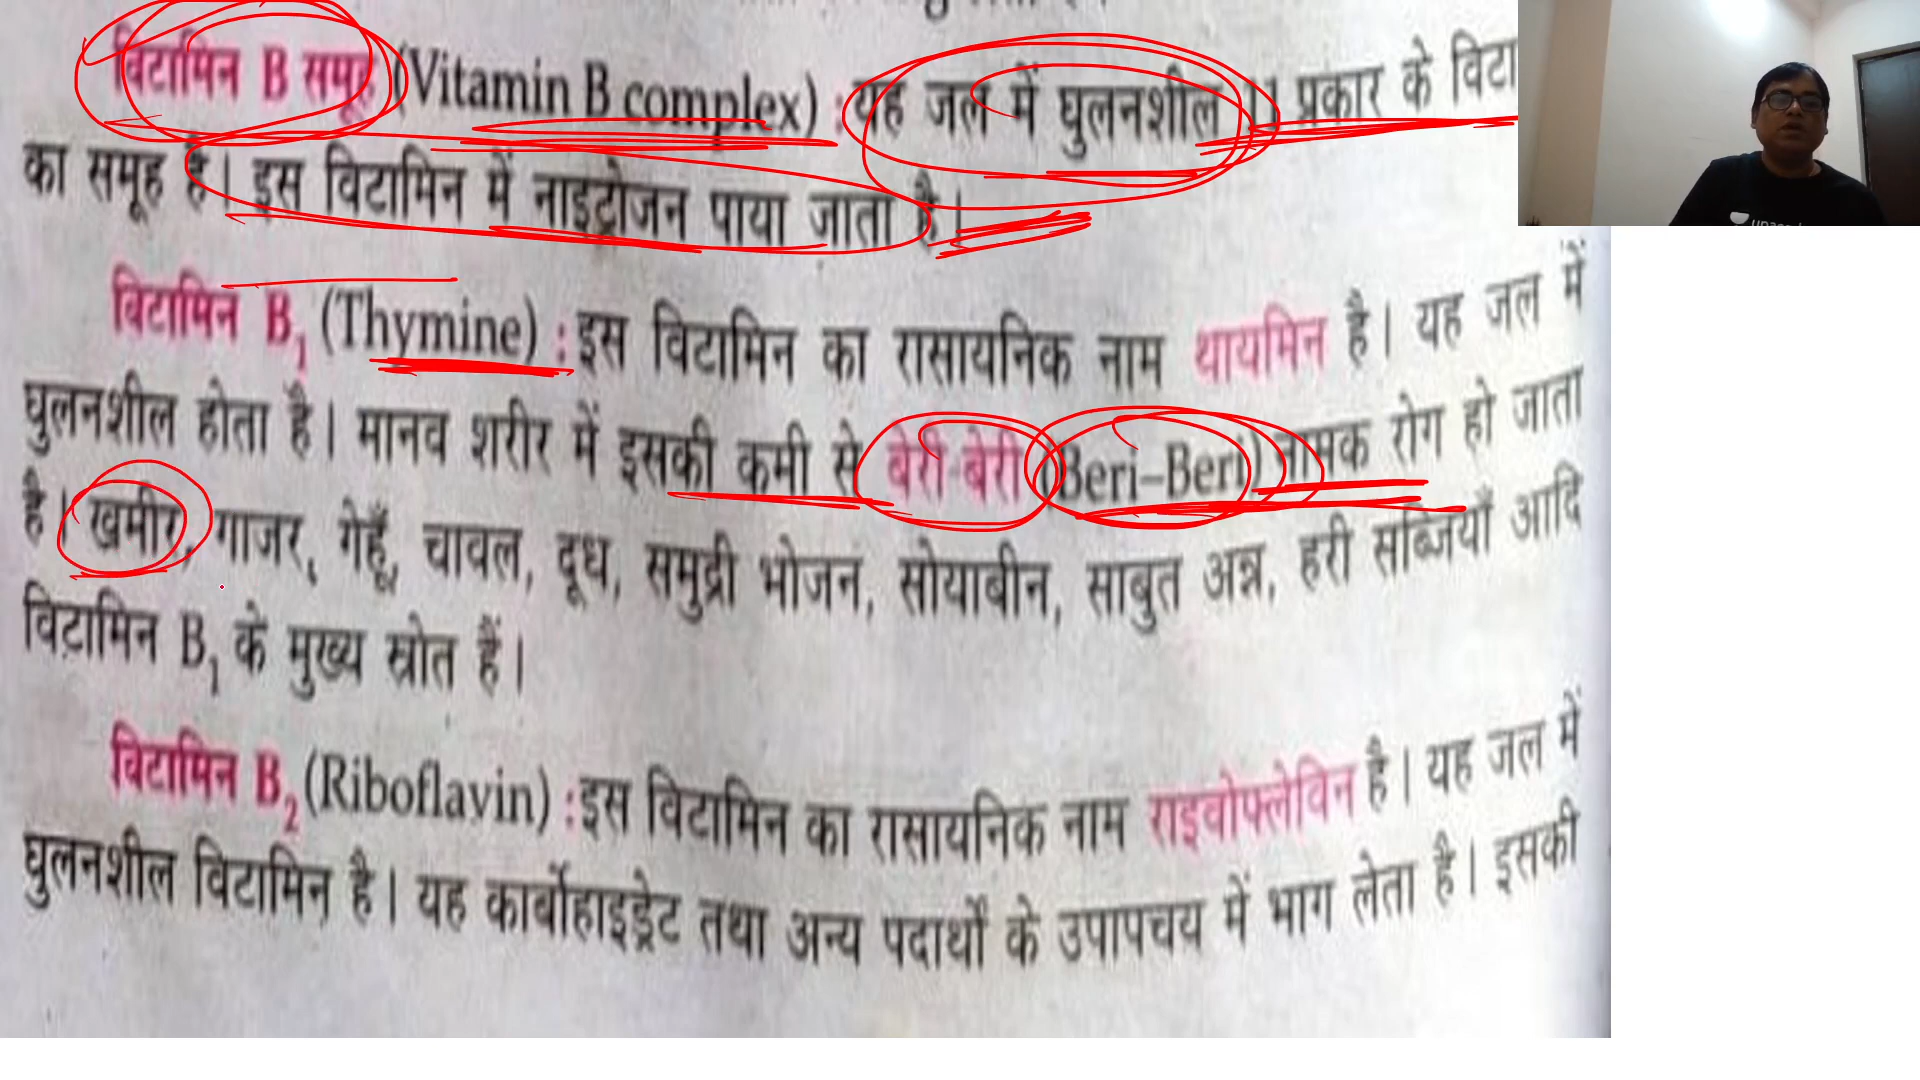 विटामिन B समूह (Vitamin B complex) : यह जल में घुलनशील 11 प्रकार के
का समूह है। इस विटामिन में नाइट्रोजन पाया जाता है।
विटामिन B₁ (Thymine) : इस विटामिन का रासायनिक नाम थायमिन है। यह जल में
घुलनशील होता है। मानव शरीर में इसकी कमी से बेरी-बेरी (Beri–Beri) नामक रोग हो जाता
है। खमीर, गाजर, गेहूँ, चावल, दूध, समुद्री भोजन, सोयाबीन, साबुत अन्न, हरी सब्जियाँ आदि
विटामिन B₁ के मुख्य स्रोत हैं।
विटामिन B₂ (Riboflavin) : इस विटामिन का रासायनिक नाम राइबोफ्लेविन है। यह जल में
घुलनशील विटामिन है। यह कार्बोहाइड्रेट तथा अन्य पदार्थों के उपापचय में भाग लेता है। इसकी